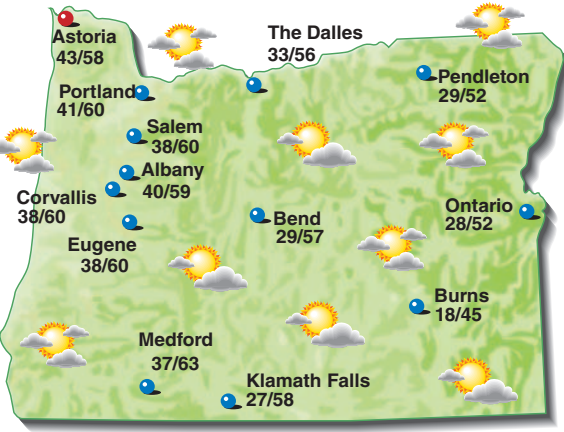 Astoria
43/58
The Dalles
33/56
Portland
41/60
Pendleton
29/52
Salem
38/60
Albany
40/59
Corvallis
38/60
Eugene
38/60
Bend
29/57
Ontario
28/52
Burns
18/45
Medford
37/63
Klamath Falls
27/58